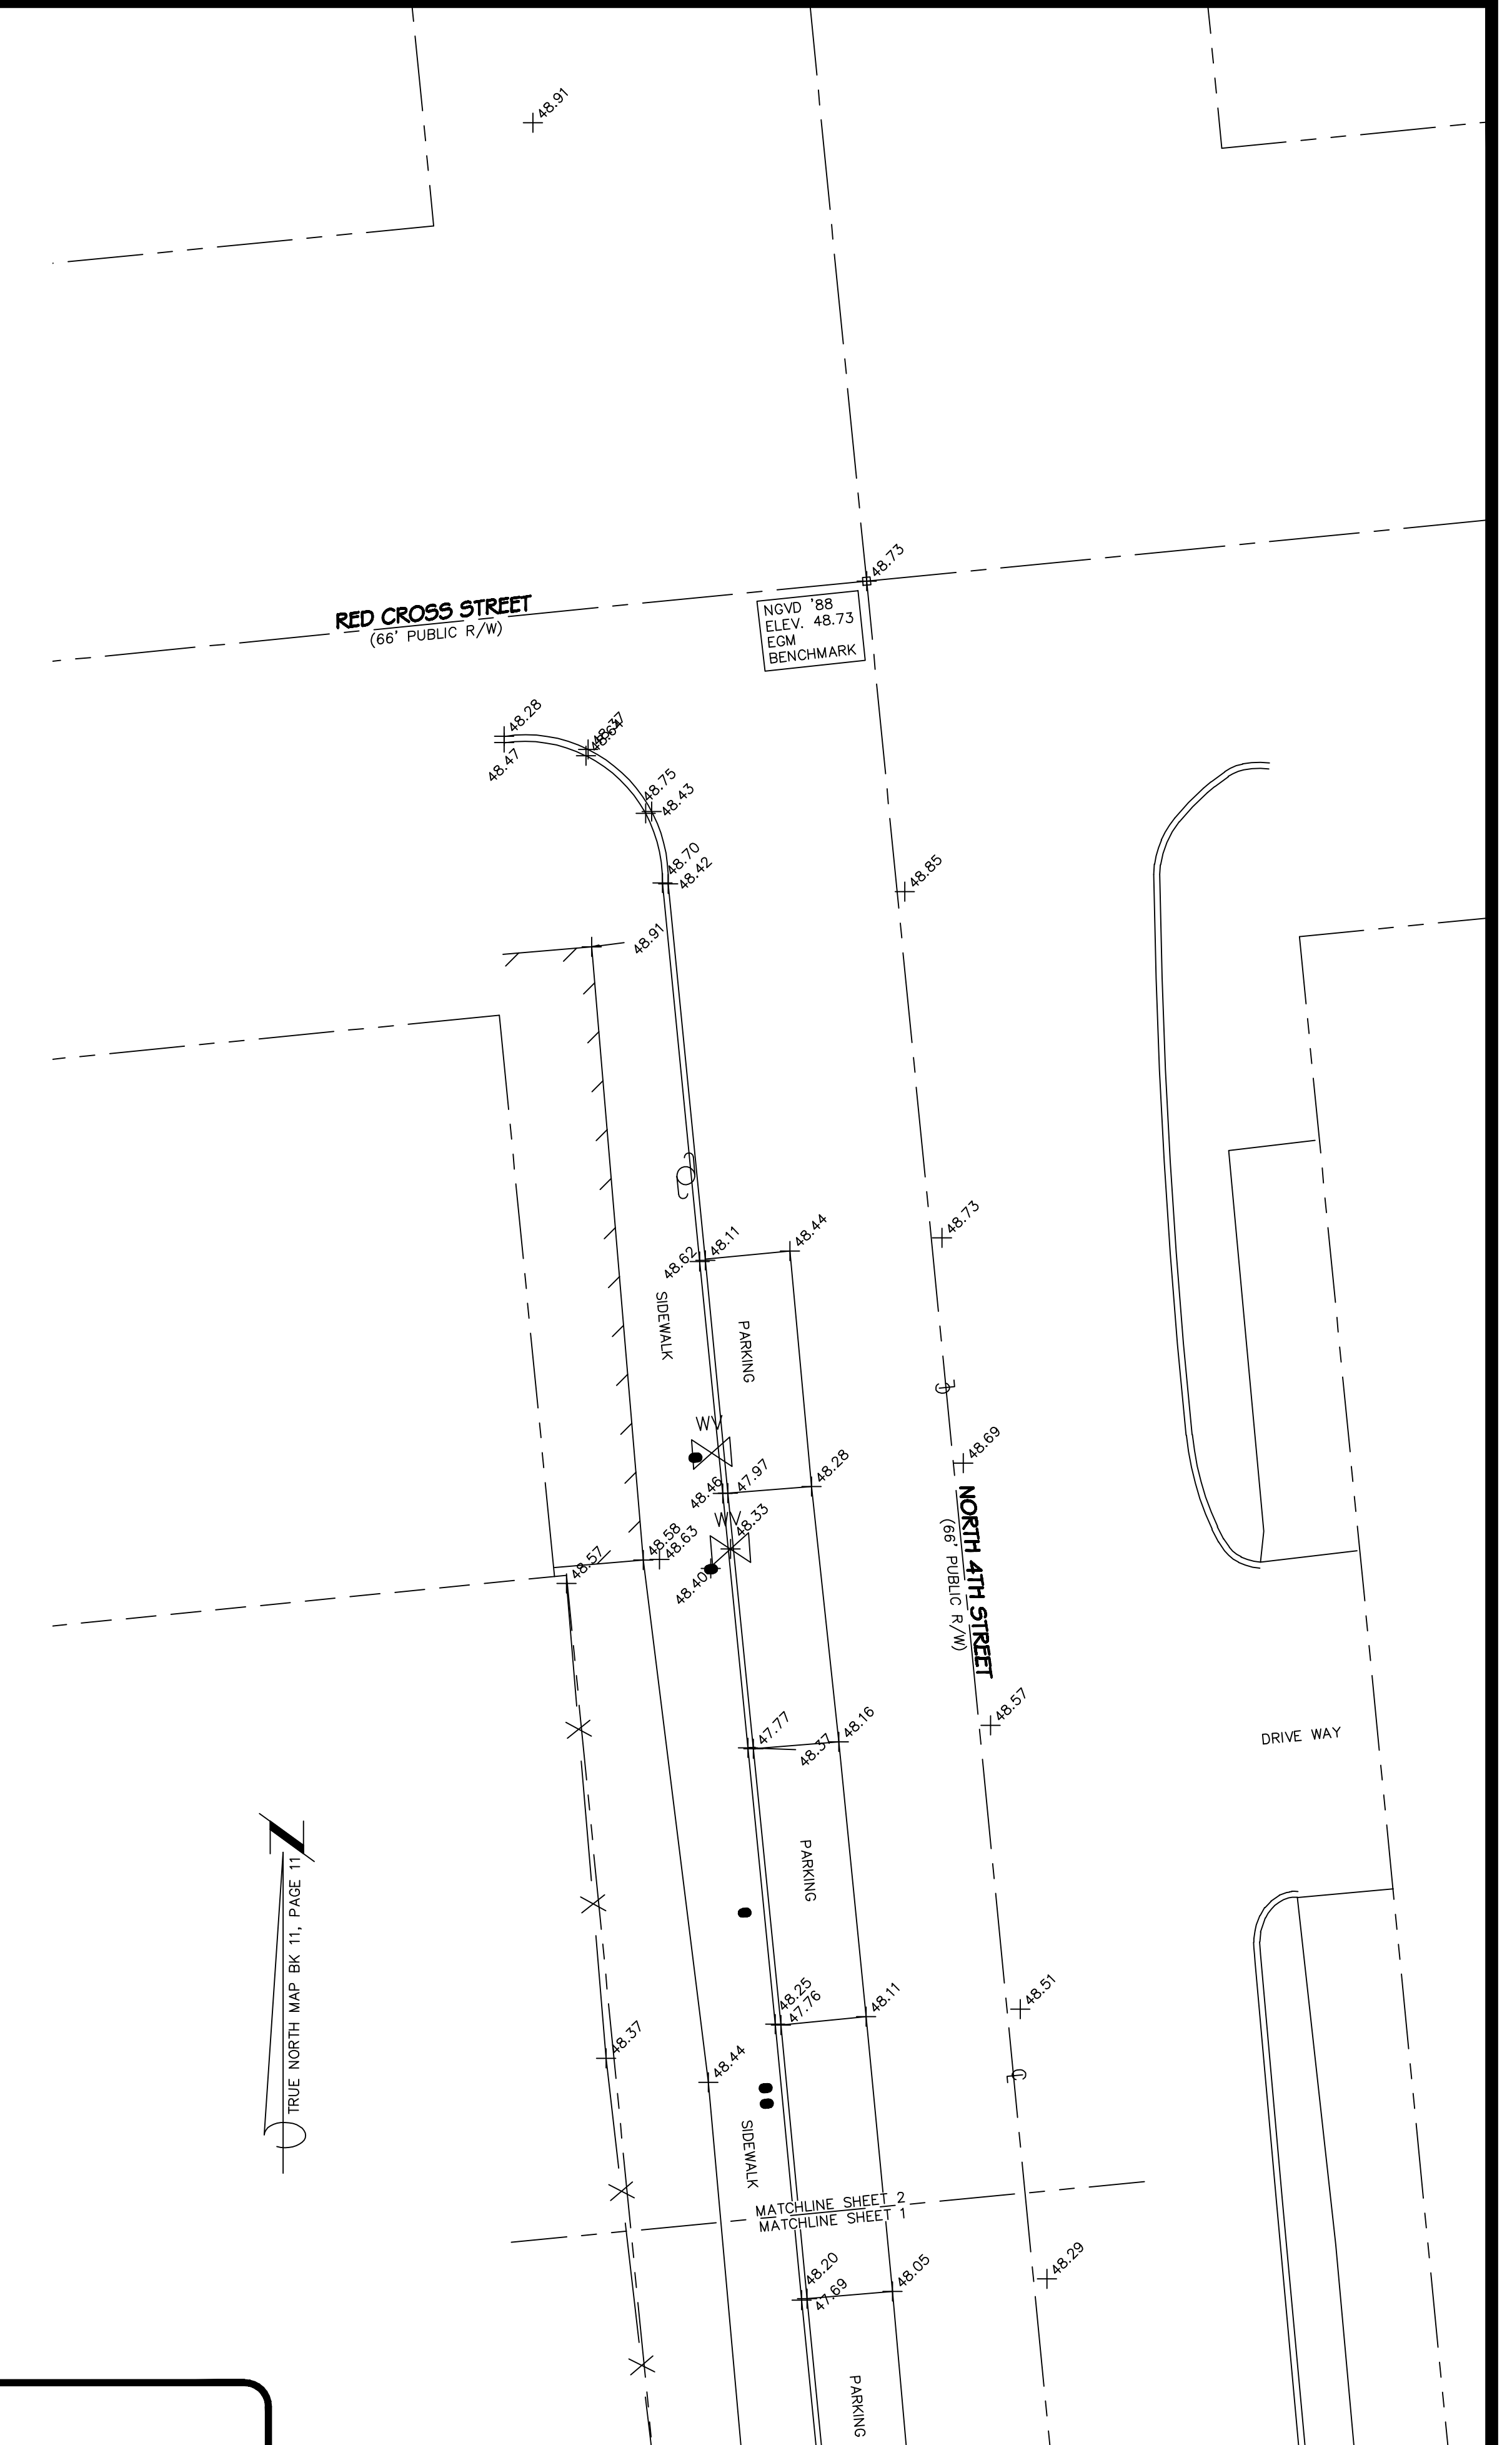 48.91
48.73
RED CROSS STREET
(66' PUBLIC R/W)
NGVD '88
ELEV. 48.73
EGM
BENCHMARK
48.28
48.37
48.64
48.47
48.75
48.43
48.70
48.42
48.85
48.91
48.11
48.62
48.44
48.73
SIDEWALK
PARKING
WV
48.46
47.97
48.28
48.69
WV
48.33
48.58
48.63
48.57
48.40
NORTH 4TH STREET
(66' PUBLIC R/W)
47.77
48.37
48.16
48.57
DRIVE WAY
N
TRUE NORTH MAP BK 11, PAGE 11
PARKING
48.25
47.76
48.11
48.51
48.37
48.44
SIDEWALK
MATCHLINE SHEET 2
MATCHLINE SHEET 1
48.20
47.69
48.05
48.29
PARKING